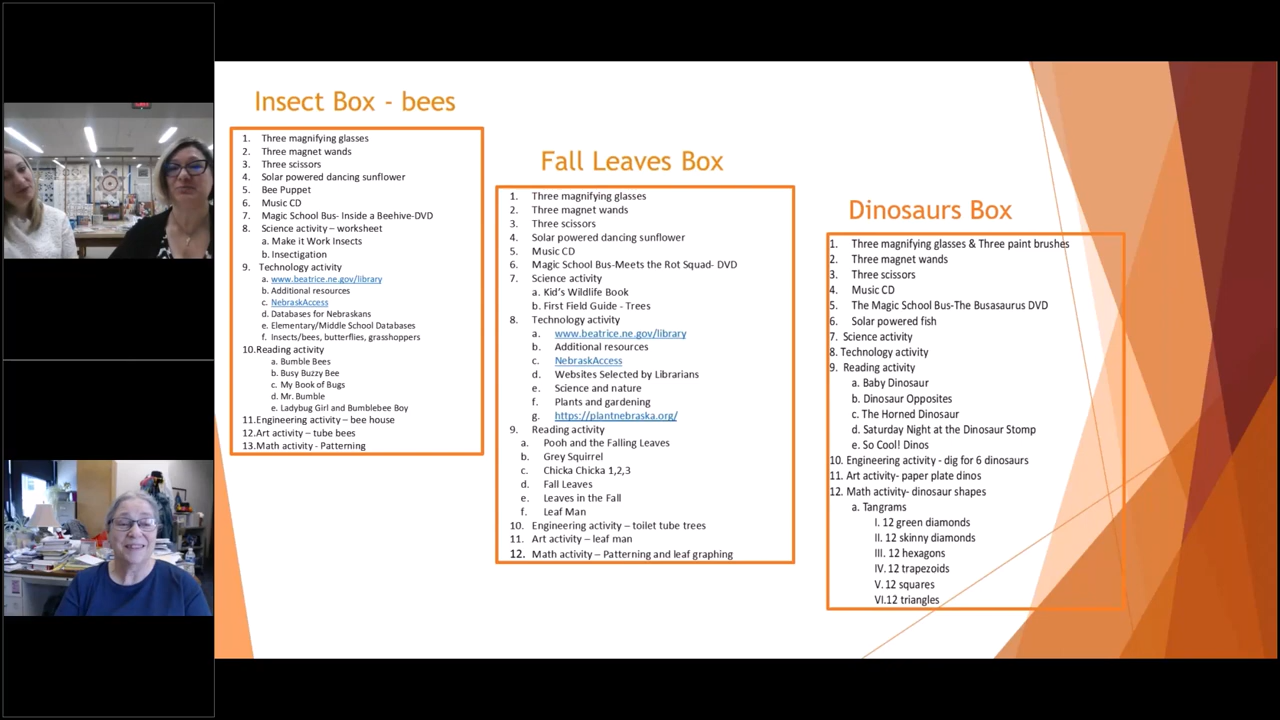 Insect Box - bees
1. Three magnifying glasses
2. Three magnet wands
3. Three scissors
4. Solar powered dancing sunflower
5. Bee Puppet
6. Music CD
7. Magic School Bus- Inside a Beehive-DVD
8. Science activity – worksheet
a. Make it Work Insects
b. Insectigation
9. Technology activity
a. www.beatrice.ne.gov/library
b. Additional resources
c. NebraskAccess
d. Databases for Nebraskans
e. Elementary/Middle School Databases
f. Insects/bees, butterflies, grasshoppers
10.Reading activity
a. Bumble Bees
b. Busy Buzzy Bee
c. My Book of Bugs
d. Mr. Bumble
e. Ladybug Girl and Bumblebee Boy
11.Engineering activity – bee house
12.Art activity – tube bees
13.Math activity - Patterning
Fall Leaves Box
1. Three magnifying glasses
2. Three magnet wands
3. Three scissors
4. Solar powered dancing sunflower
5. Music CD
6. Magic School Bus-Meets the Rot Squad- DVD
7. Science activity
a. Kid's Wildlife Book
b. First Field Guide - Trees
8. Technology activity
a. www.beatrice.ne.gov/library
b. Additional resources
c. NebraskAccess
d. Websites Selected by Librarians
e. Science and nature
f. Plants and gardening
g. https://plantnebraska.org/
9. Reading activity
a. Pooh and the Falling Leaves
b. Grey Squirrel
c. Chicka Chicka 1,2,3
d. Fall Leaves
e. Leaves in the Fall
f. Leaf Man
10. Engineering activity – toilet tube trees
11. Art activity – leaf man
12. Math activity – Patterning and leaf graphing
Dinosaurs Box
1. Three magnifying glasses & Three paint brushes
2. Three magnet wands
3. Three scissors
4. Music CD
5. The Magic School Bus-The Busasaurus DVD
6. Solar powered fish
7. Science activity
8. Technology activity
9. Reading activity
a. Baby Dinosaur
b. Dinosaur Opposites
c. The Horned Dinosaur
d. Saturday Night at the Dinosaur Stomp
e. So Cool! Dinos
10. Engineering activity - dig for 6 dinosaurs
11. Art activity- paper plate dinos
12. Math activity- dinosaur shapes
a. Tangrams
I. 12 green diamonds
II. 12 skinny diamonds
III. 12 hexagons
IV. 12 trapezoids
V. 12 squares
VI.12 triangles